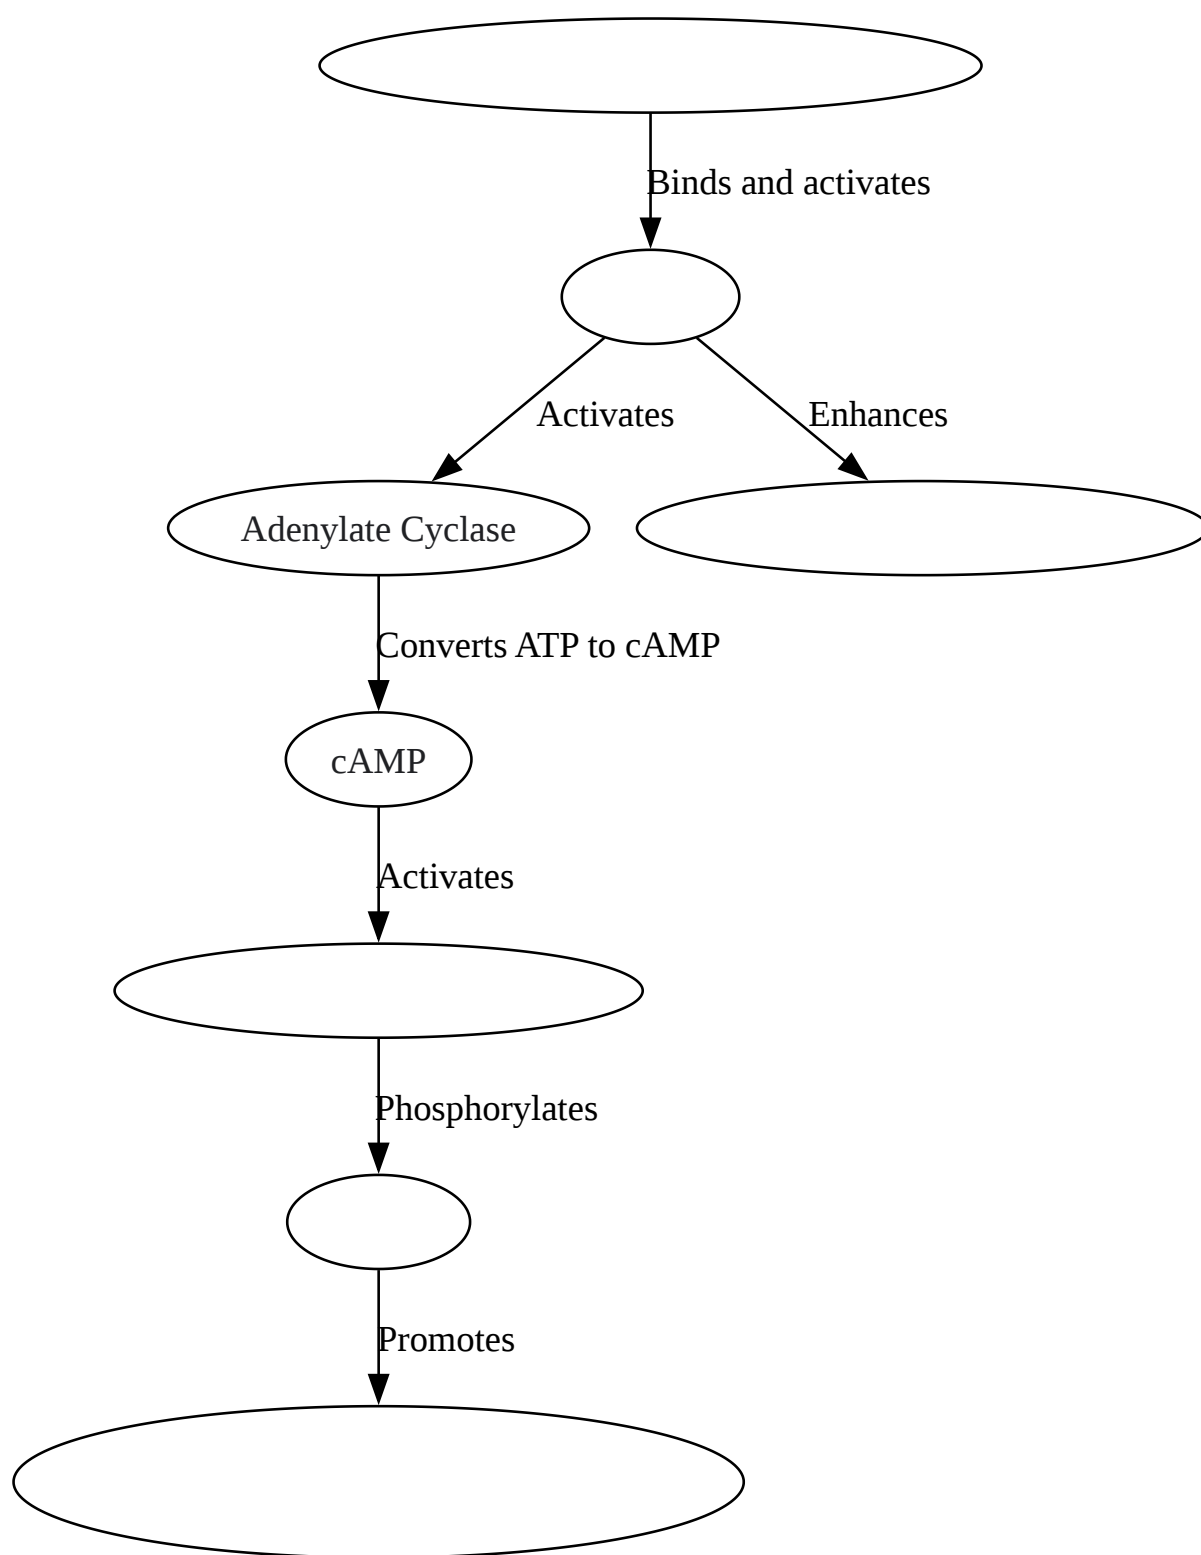 Binds and activates
Activates
Enhances
Adenylate Cyclase
Converts ATP to cAMP
cAMP
Activates
Phosphorylates
Promotes